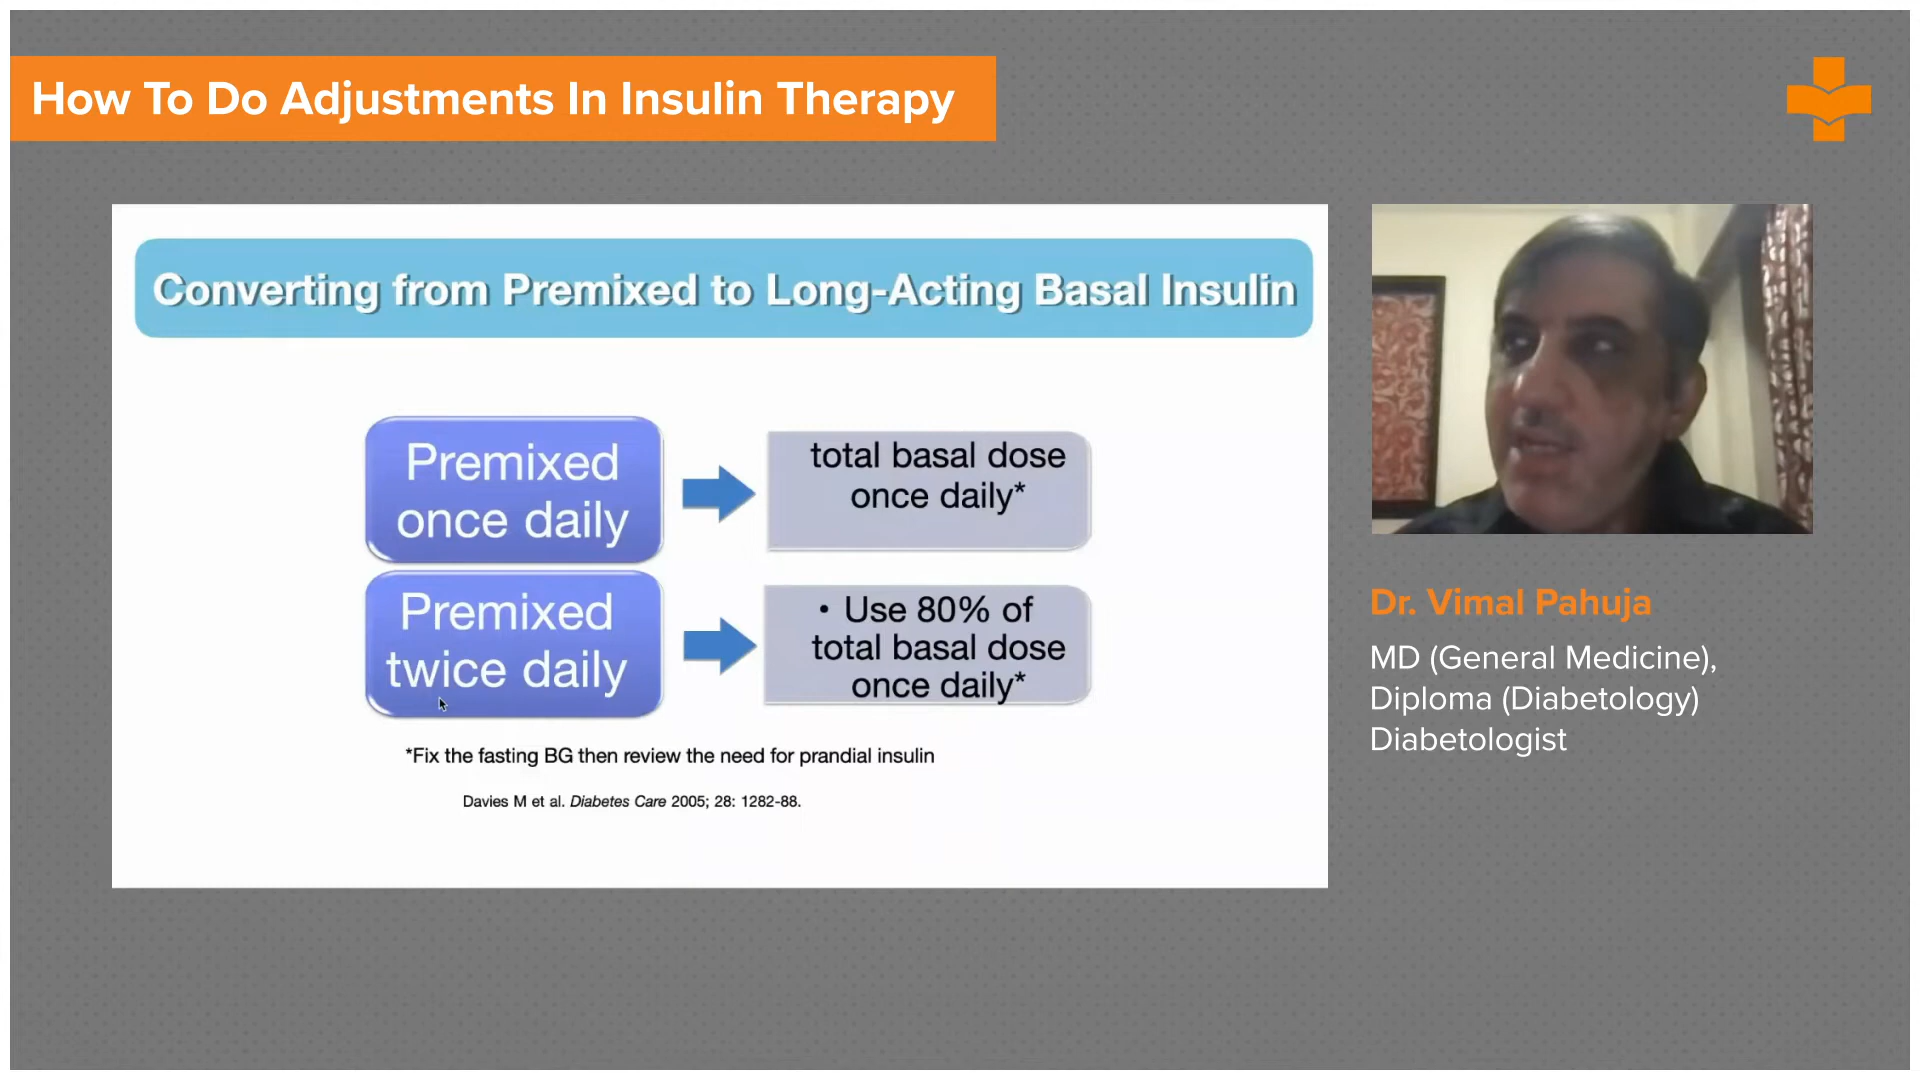 How To Do Adjustments In Insulin Therapy
Converting from Premixed to Long-Acting Basal Insulin
Premixed
once daily
total basal dose
once daily*
Premixed
twice daily
• Use 80% of
total basal dose
once daily*
*Fix the fasting BG then review the need for prandial insulin
Davies M et al. Diabetes Care 2005; 28: 1282-88.
Dr. Vimal Pahuja
MD (General Medicine),
Diploma (Diabetology)
Diabetologist